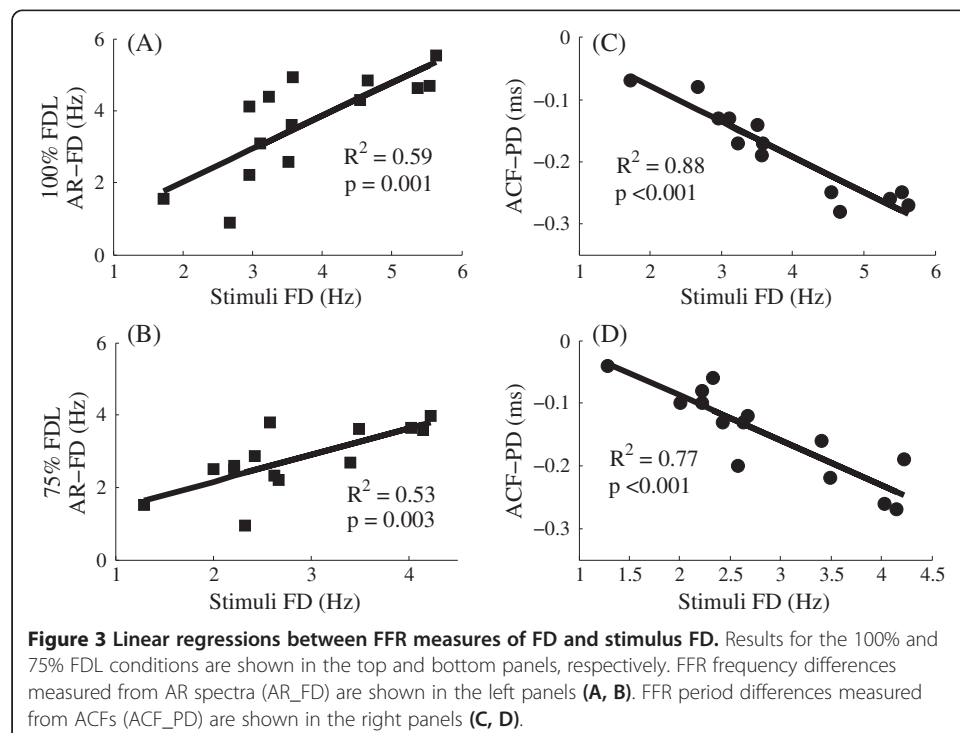 (A)
6
4
2
0
100% FDL
AR−FD (Hz)
R² = 0.59
p = 0.001
1 2 3 4 5 6
Stimuli FD (Hz)
(C)
0
−0.1
−0.2
−0.3
ACF−PD (ms)
R² = 0.88
p <0.001
1 2 3 4 5 6
Stimuli FD (Hz)
(B)
6
4
2
0
75% FDL
AR−FD (Hz)
R² = 0.53
p = 0.003
1 2 3 4
Stimuli FD (Hz)
(D)
0
−0.1
−0.2
−0.3
ACF−PD (ms)
R² = 0.77
p <0.001
1 1.5 2 2.5 3 3.5 4 4.5
Stimuli FD (Hz)
Figure 3 Linear regressions between FFR measures of FD and stimulus FD. Results for the 100% and
75% FDL conditions are shown in the top and bottom panels, respectively. FFR frequency differences
measured from AR spectra (AR_FD) are shown in the left panels (A, B). FFR period differences measured
from ACFs (ACF_PD) are shown in the right panels (C, D).